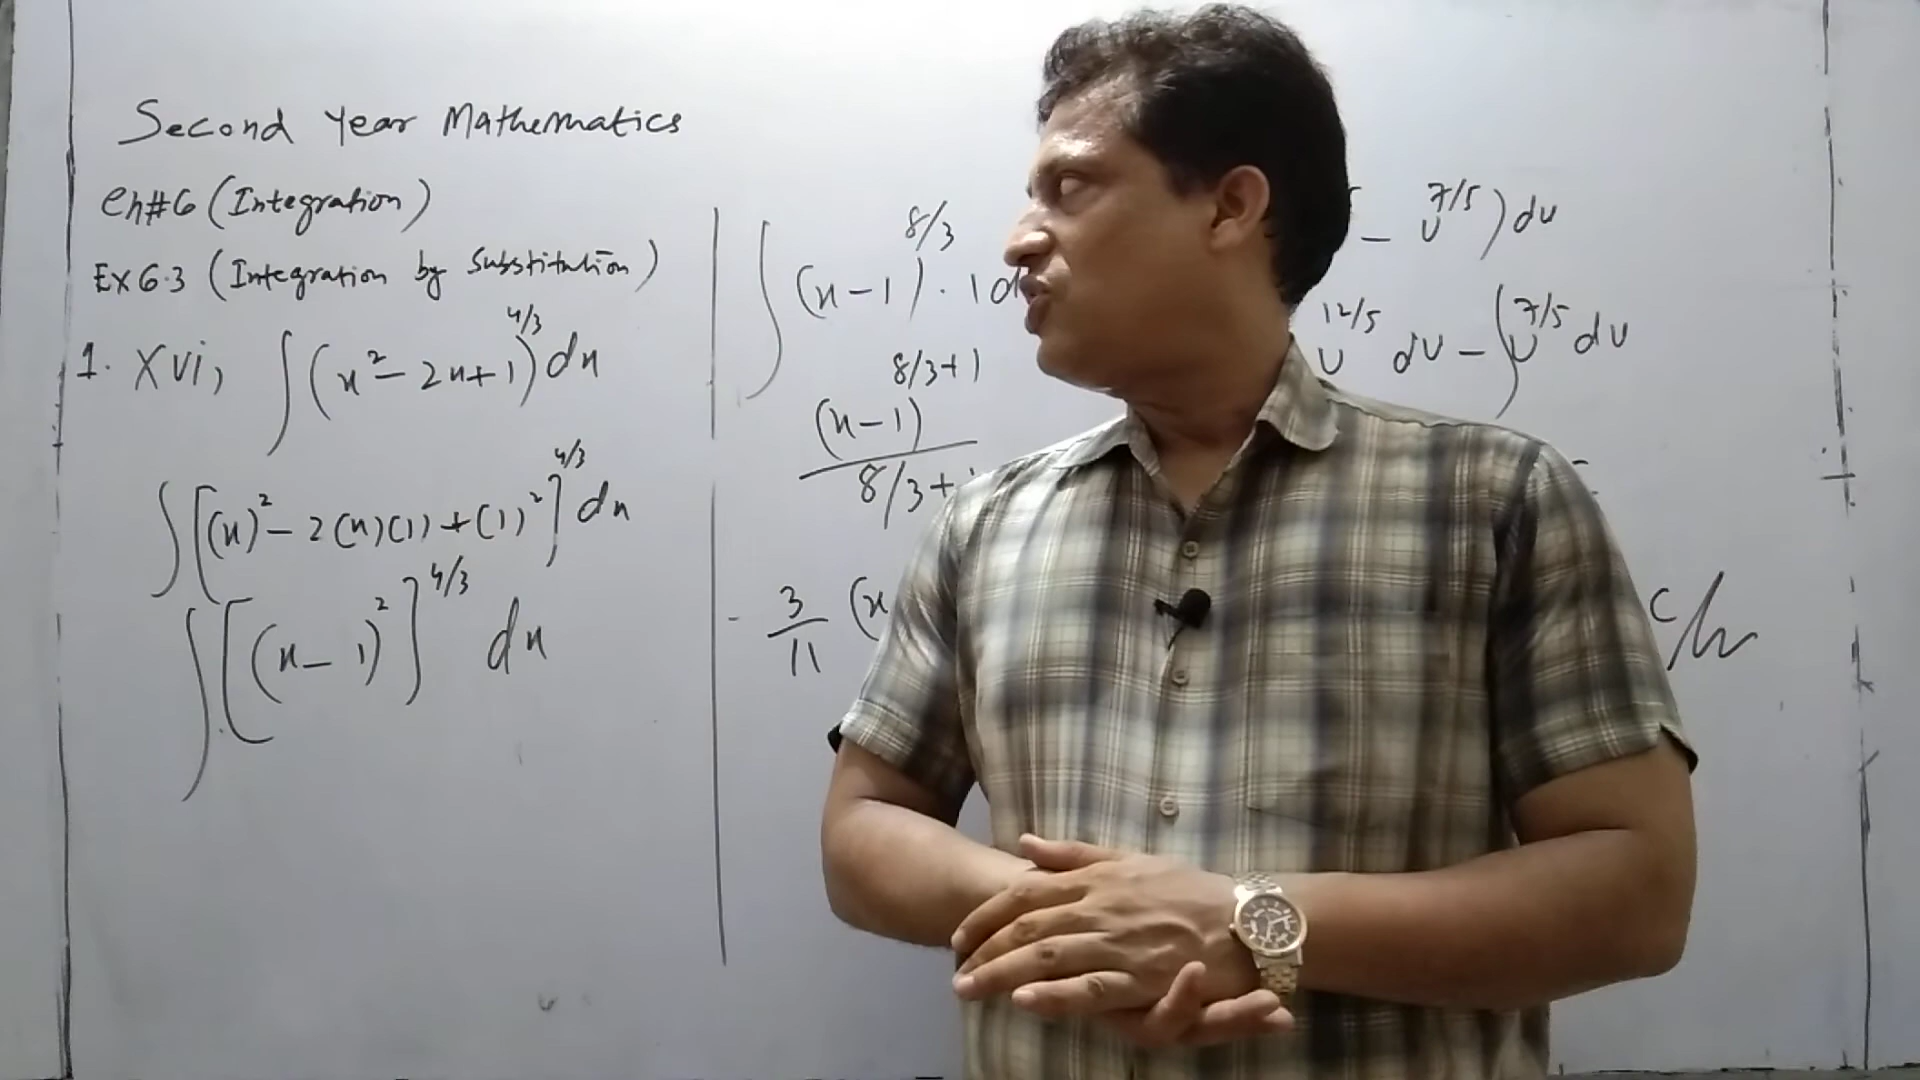 Second Year Mathematics
Ch#6 (Integration)
Ex 6.3 (Integration by Substitution)
1. xvi, ∫(x² - 2x + 1)^4/3 dx
∫[(x)² - 2(x)(1) + (1)²]^4/3 dx
∫[(x - 1)²]^4/3 dx
∫(x - 1)^8/3 . 1 d
(x - 1)^8/3+1
8/3+
3/11 (x
- u^7/5) du
u^12/5 du - ∫u^7/5 du
c